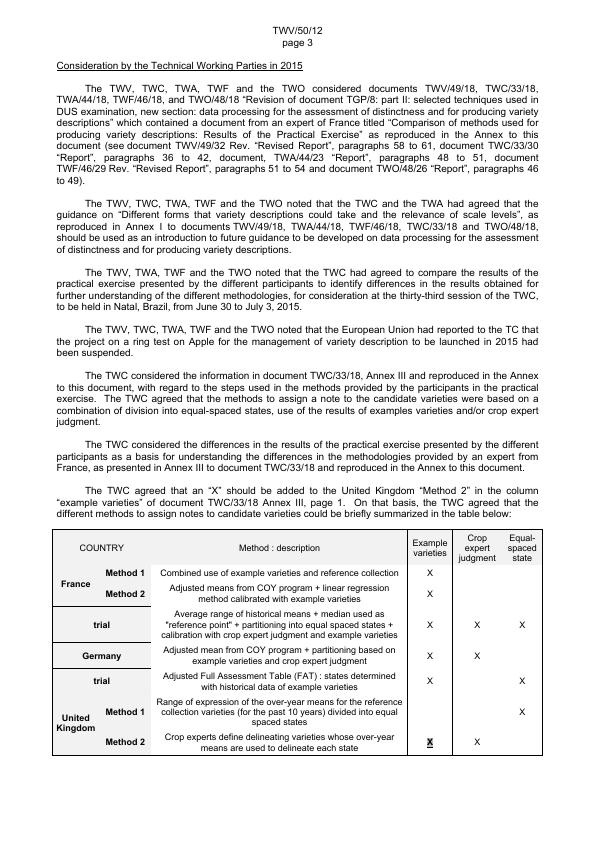 TWV/50/12
page 3
Consideration by the Technical Working Parties in 2015
The TWV, TWC, TWA, TWF and the TWO considered documents TWV/49/18, TWC/33/18,
TWA/44/18, TWF/46/18, and TWO/48/18 "Revision of document TGP/8: part II: selected techniques used in
DUS examination, new section: data processing for the assessment of distinctness and for producing variety
descriptions" which contained a document from an expert of France titled "Comparison of methods used for
producing variety descriptions: Results of the Practical Exercise" as reproduced in the Annex to this
document (see document TWV/49/32 Rev. "Revised Report", paragraphs 58 to 61, document TWC/33/30
"Report", paragraphs 36 to 42, document, TWA/44/23 "Report", paragraphs 48 to 51, document
TWF/46/29 Rev. "Revised Report", paragraphs 51 to 54 and document TWO/48/26 "Report", paragraphs 46
to 49).
The TWV, TWC, TWA, TWF and the TWO noted that the TWC and the TWA had agreed that the
guidance on "Different forms that variety descriptions could take and the relevance of scale levels", as
reproduced in Annex I to documents TWV/49/18, TWA/44/18, TWF/46/18, TWC/33/18 and TWO/48/18,
should be used as an introduction to future guidance to be developed on data processing for the assessment
of distinctness and for producing variety descriptions.
The TWV, TWA, TWF and the TWO noted that the TWC had agreed to compare the results of the
practical exercise presented by the different participants to identify differences in the results obtained for
further understanding of the different methodologies, for consideration at the thirty-third session of the TWC,
to be held in Natal, Brazil, from June 30 to July 3, 2015.
The TWV, TWC, TWA, TWF and the TWO noted that the European Union had reported to the TC that
the project on a ring test on Apple for the management of variety description to be launched in 2015 had
been suspended.
The TWC considered the information in document TWC/33/18, Annex III and reproduced in the Annex
to this document, with regard to the steps used in the methods provided by the participants in the practical
exercise. The TWC agreed that the methods to assign a note to the candidate varieties were based on a
combination of division into equal-spaced states, use of the results of examples varieties and/or crop expert
judgment.
The TWC considered the differences in the results of the practical exercise presented by the different
participants as a basis for understanding the differences in the methodologies provided by an expert from
France, as presented in Annex III to document TWC/33/18 and reproduced in the Annex to this document.
The TWC agreed that an "X" should be added to the United Kingdom "Method 2" in the column
"example varieties" of document TWC/33/18 Annex III, page 1. On that basis, the TWC agreed that the
different methods to assign notes to candidate varieties could be briefly summarized in the table below:
COUNTRY Method : description Example varieties Crop expert judgment Equal-spaced state
France Method 1 Combined use of example varieties and reference collection X
Method 2 Adjusted means from COY program + linear regression
method calibrated with example varieties X
trial Average range of historical means + median used as
"reference point" + partitioning into equal spaced states +
calibration with crop expert judgment and example varieties X X X
Germany Adjusted mean from COY program + partitioning based on
example varieties and crop expert judgment X X
trial Adjusted Full Assessment Table (FAT) : states determined
with historical data of example varieties X X
United Kingdom Method 1 Range of expression of the over-year means for the reference
collection varieties (for the past 10 years) divided into equal
spaced states X
Method 2 Crop experts define delineating varieties whose over-year
means are used to delineate each state X X